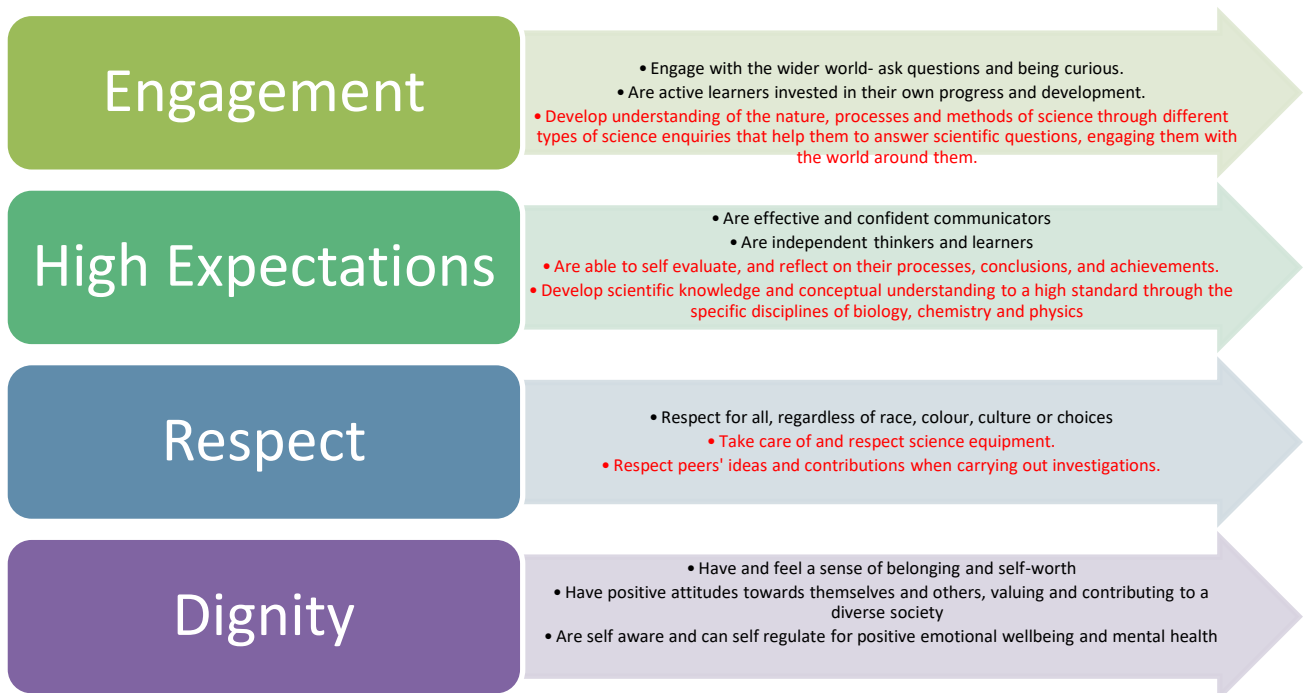 Engagement
• Engage with the wider world- ask questions and being curious.
• Are active learners invested in their own progress and development.
• Develop understanding of the nature, processes and methods of science through different
types of science enquiries that help them to answer scientific questions, engaging them with
the world around them.
High Expectations
• Are effective and confident communicators
• Are independent thinkers and learners
• Are able to self evaluate, and reflect on their processes, conclusions, and achievements.
• Develop scientific knowledge and conceptual understanding to a high standard through the
specific disciplines of biology, chemistry and physics
Respect
• Respect for all, regardless of race, colour, culture or choices
• Take care of and respect science equipment.
• Respect peers' ideas and contributions when carrying out investigations.
Dignity
• Have and feel a sense of belonging and self-worth
• Have positive attitudes towards themselves and others, valuing and contributing to a
diverse society
• Are self aware and can self regulate for positive emotional wellbeing and mental health